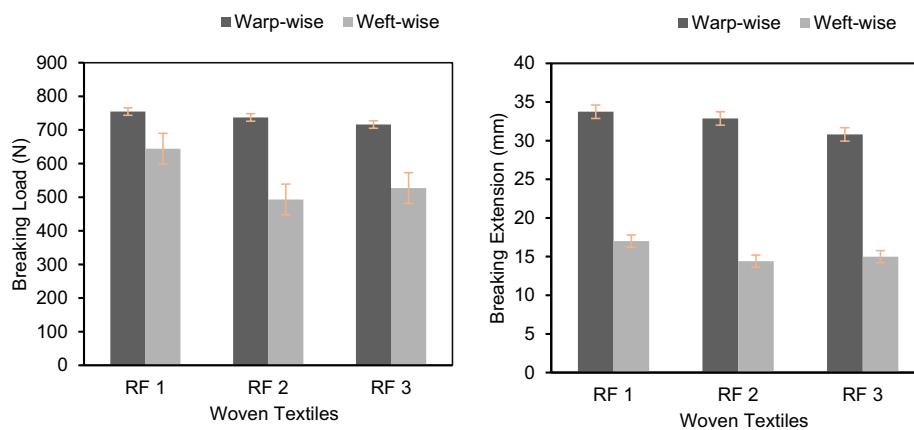 Warp-wise Weft-wise
900
800
700
600
500
400
300
200
100
0
Breaking Load (N)
RF 1 RF 2 RF 3
Woven Textiles
Warp-wise Weft-wise
40
35
30
25
20
15
10
5
0
Breaking Extension (mm)
RF 1 RF 2 RF 3
Woven Textiles